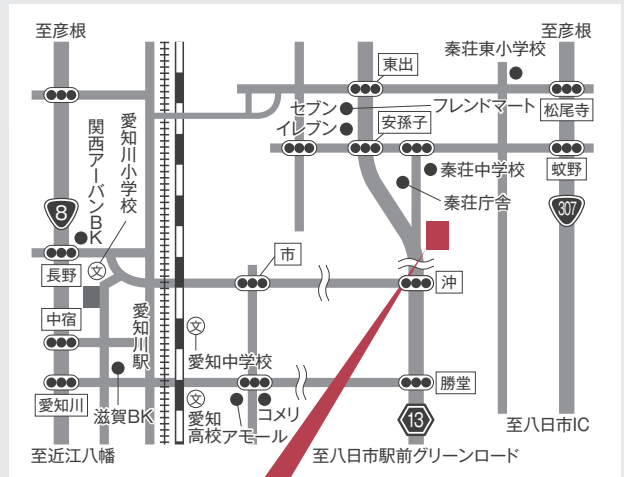 至彦根
至彦根
秦荘東小学校
東出
セブン
イレブン
フレンドマート
松尾寺
安孫子
愛知川小学校
関西アーバンBK
秦荘中学校
蚊野
秦荘庁舎
8
307
長野
市
沖
中宿
愛知川駅
文
文
愛知中学校
愛知川
滋賀BK
文
愛知
高校
アモール
コメリ
勝堂
13
至八日市IC
至近江八幡
至八日市駅前グリーンロード